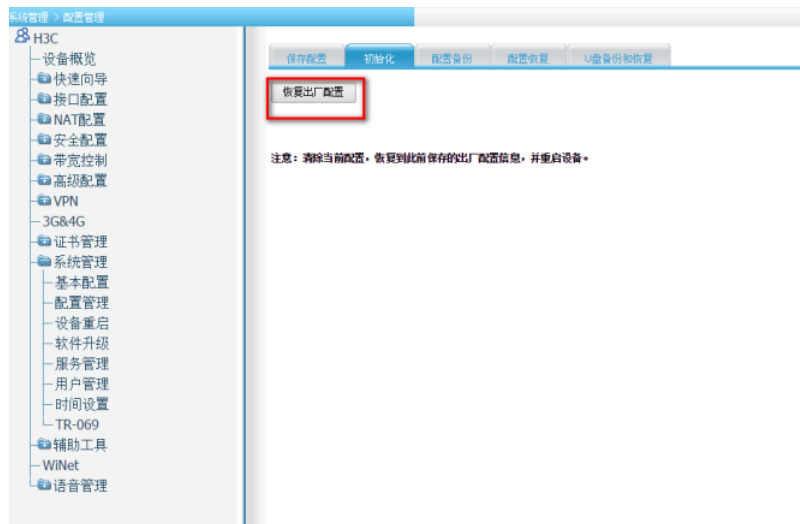 系统管理 > 配置管理
H3C
设备概览
快速向导
接口配置
NAT配置
安全配置
带宽控制
高级配置
VPN
3G&4G
证书管理
系统管理
基本配置
配置管理
设备重启
软件升级
服务管理
用户管理
时间设置
TR-069
辅助工具
WiNet
语音管理
保存配置 初始化 配置备份 配置恢复 U盘备份和恢复
恢复出厂配置
注意：清除当前配置，恢复到此前保存的出厂配置信息，并重启设备。